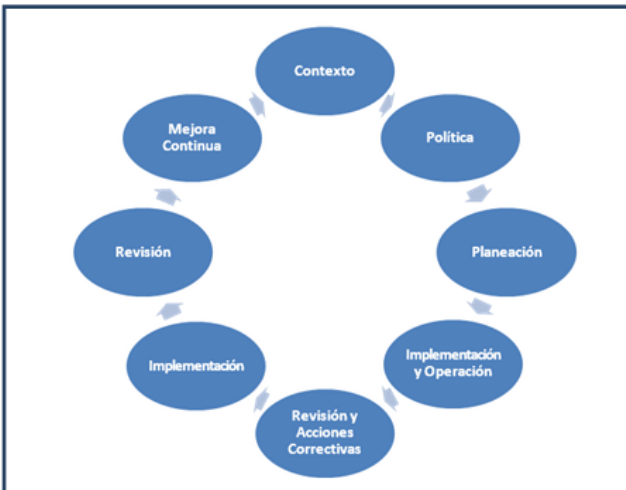 Contexto
Política
Planeación
Implementación
y Operación
Revisión y
Acciones
Correctivas
Implementación
Revisión
Mejora
Continua